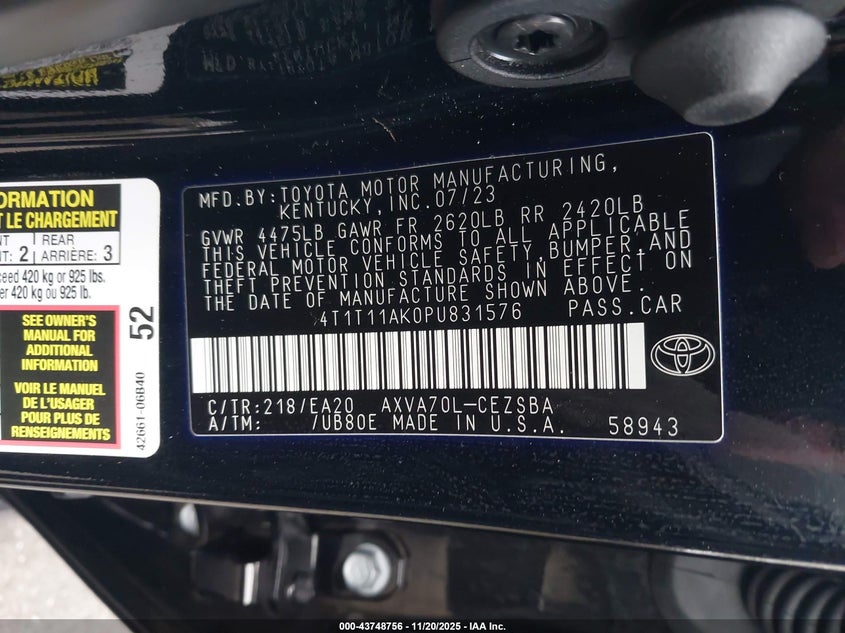 ORMATION
T LE CHARGEMENT
NT REAR
NT: 2 ARRIÈRE: 3
ceed 420 kg or 925 lbs.
er 420 kg ou 925 lb.
SEE OWNER'S
MANUAL FOR
ADDITIONAL
INFORMATION
VOIR LE MANUEL
DE L'USAGER
POUR PLUS DE
RENSEIGNEMENTS
52
42661-06B40
MFD.BY:TOYOTA MOTOR MANUFACTURING,
KENTUCKY,INC.07/23
GVWR 4475LB GAWR FR 2620LB RR 2420LB
THIS VEHICLE CONFORMS TO ALL APPLICABLE
FEDERAL MOTOR VEHICLE SAFETY,BUMPER,AND
THEFT PREVENTION STANDARDS IN EFFECT ON
THE DATE OF MANUFACTURE SHOWN ABOVE.
4T1T11AK0PU831576 PASS.CAR
C/TR:218/EA20 AXVA70L-CEZSBA
A/TM: /UB80E MADE IN U.S.A. 58943
000-43748756 - 11/20/2025 - IAA Inc.